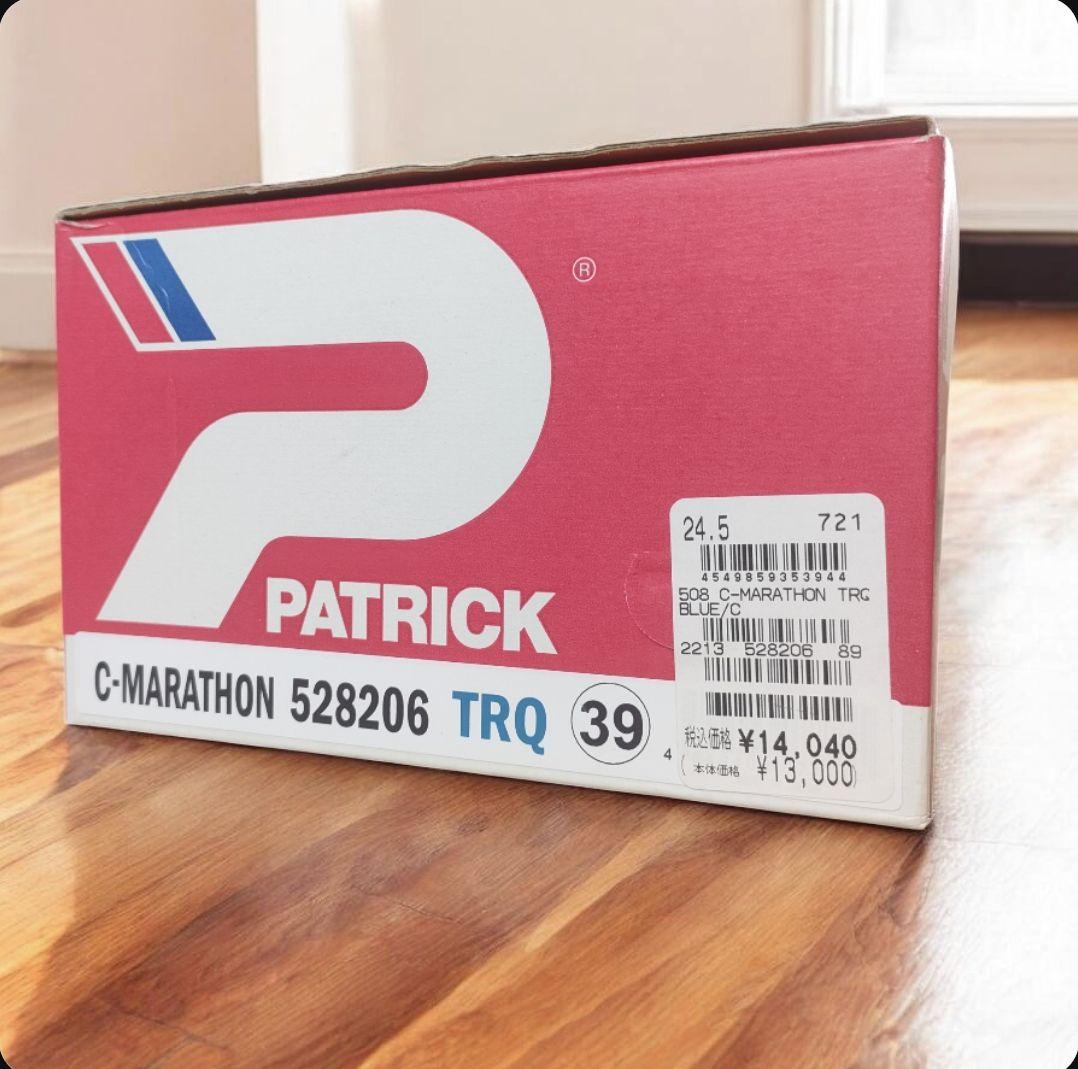 ®
PATRICK
C-MARATHON 528206 TRQ 39
4
24.5 721
4549859353944
508 C-MARATHON TRQ
BLUE/C
2213 528206 89
税込価格 ¥14,040
(本体価格 ¥13,000)